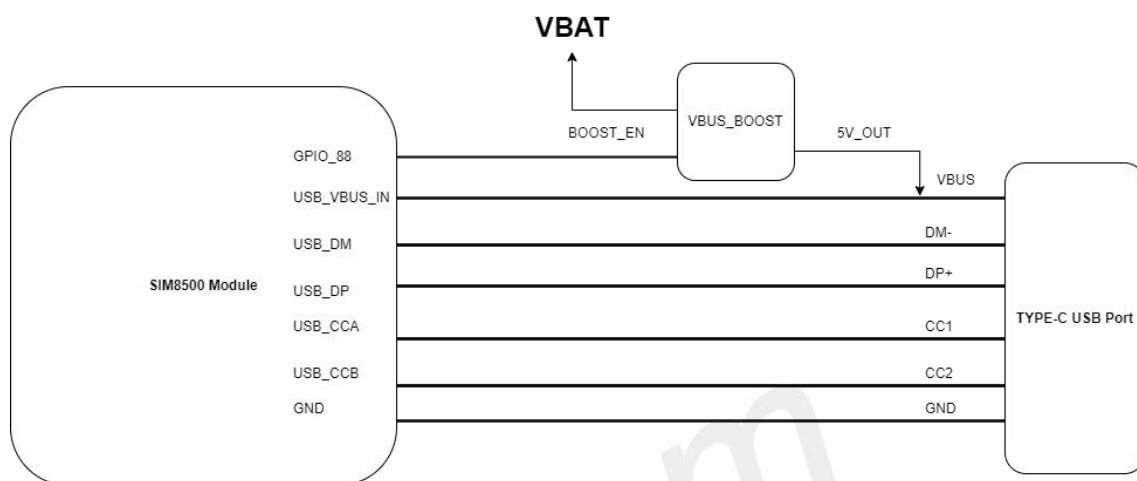 VBAT
VBUS_BOOST
BOOST_EN
5V_OUT
GPIO_88
VBUS
USB_VBUS_IN
DM-
USB_DM
DP+
SIM8500 Module
USB_DP
TYPE-C USB Port
USB_CCA
CC1
USB_CCB
CC2
GND
GND
m